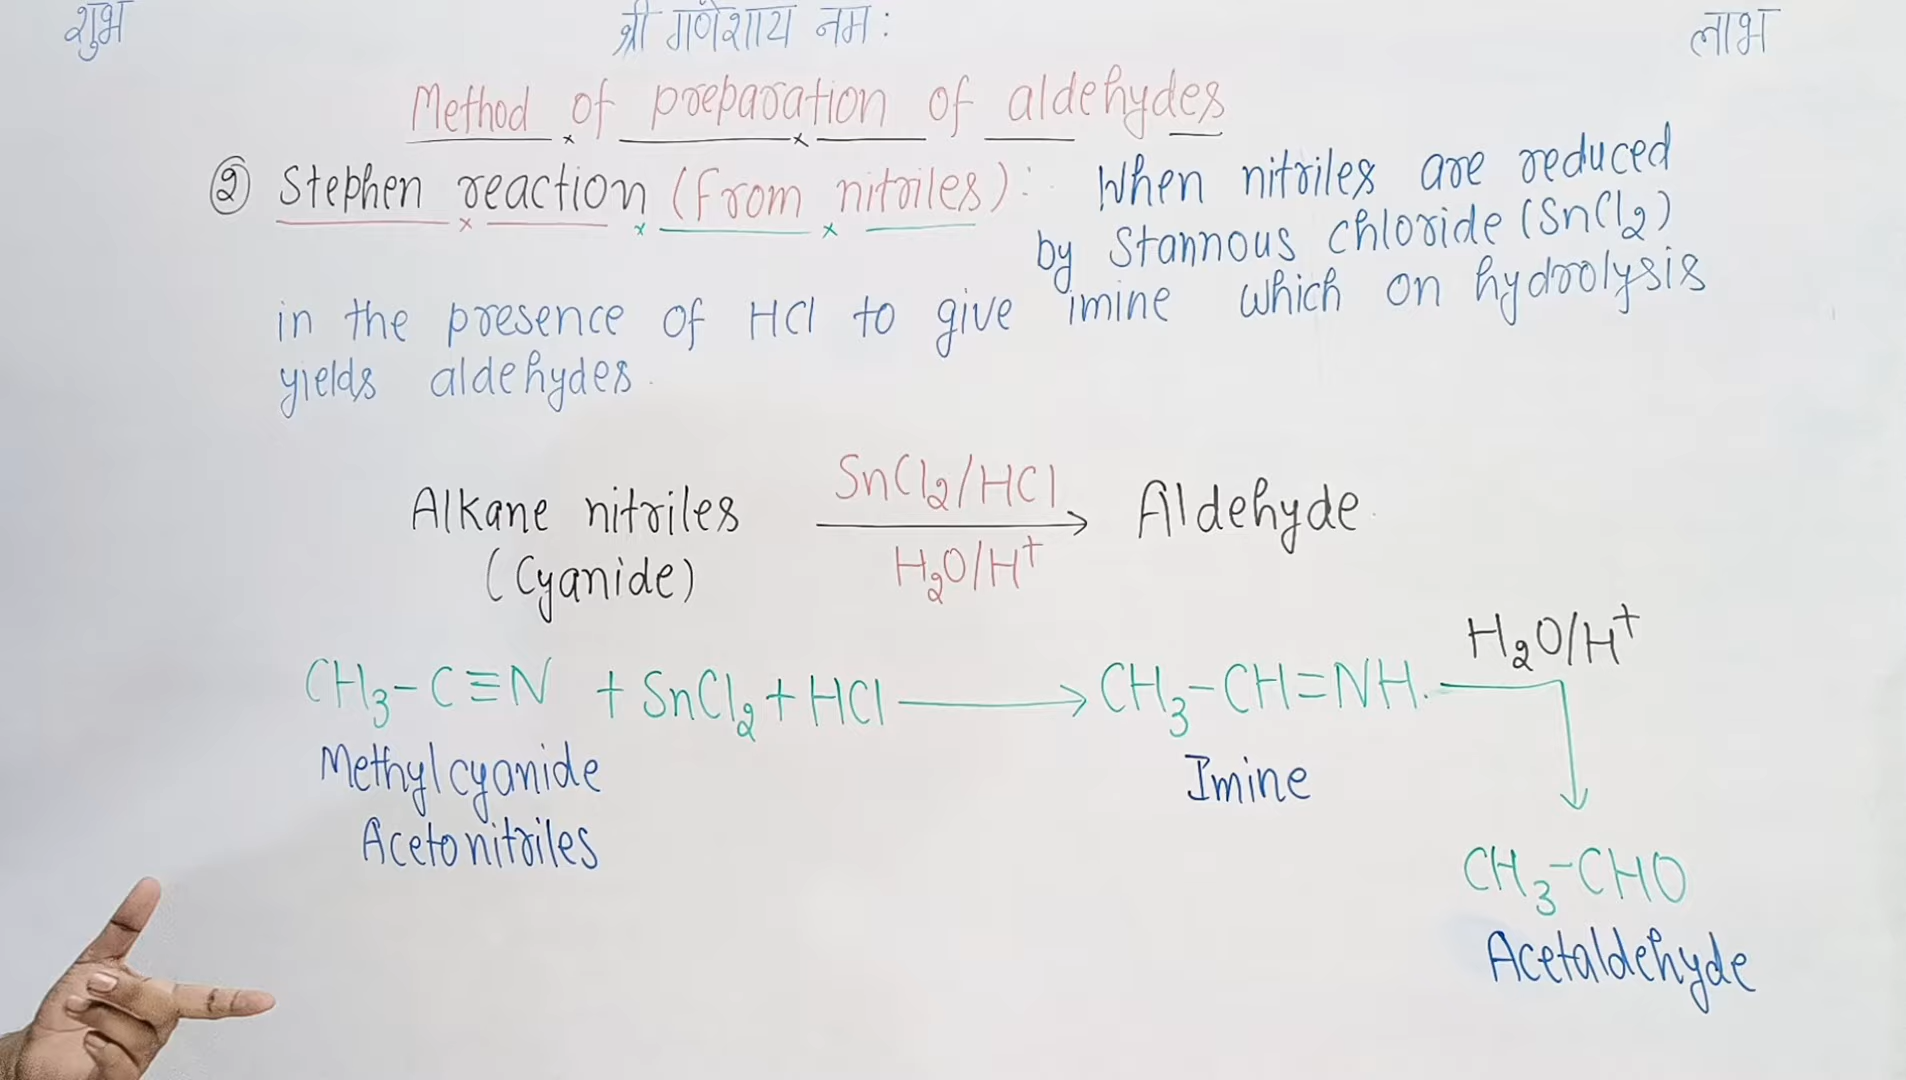 शुभ श्री गणेशाय नमः लाभ
Method of preparation of aldehydes
② Stephen reaction (From nitriles): When nitriles are reduced
by Stannous chloride (SnCl₂)
in the presence of HCl to give imine which on hydrolysis
yields aldehydes.
SnCl₂/HCl
Alkane nitriles → Aldehyde
(Cyanide) H₂O/H⁺
H₂O/H⁺
CH₃-C≡N + SnCl₂ + HCl → CH₃-CH=NH.
Methylcyanide Imine
Acetonitriles
CH₃-CHO
Acetaldehyde